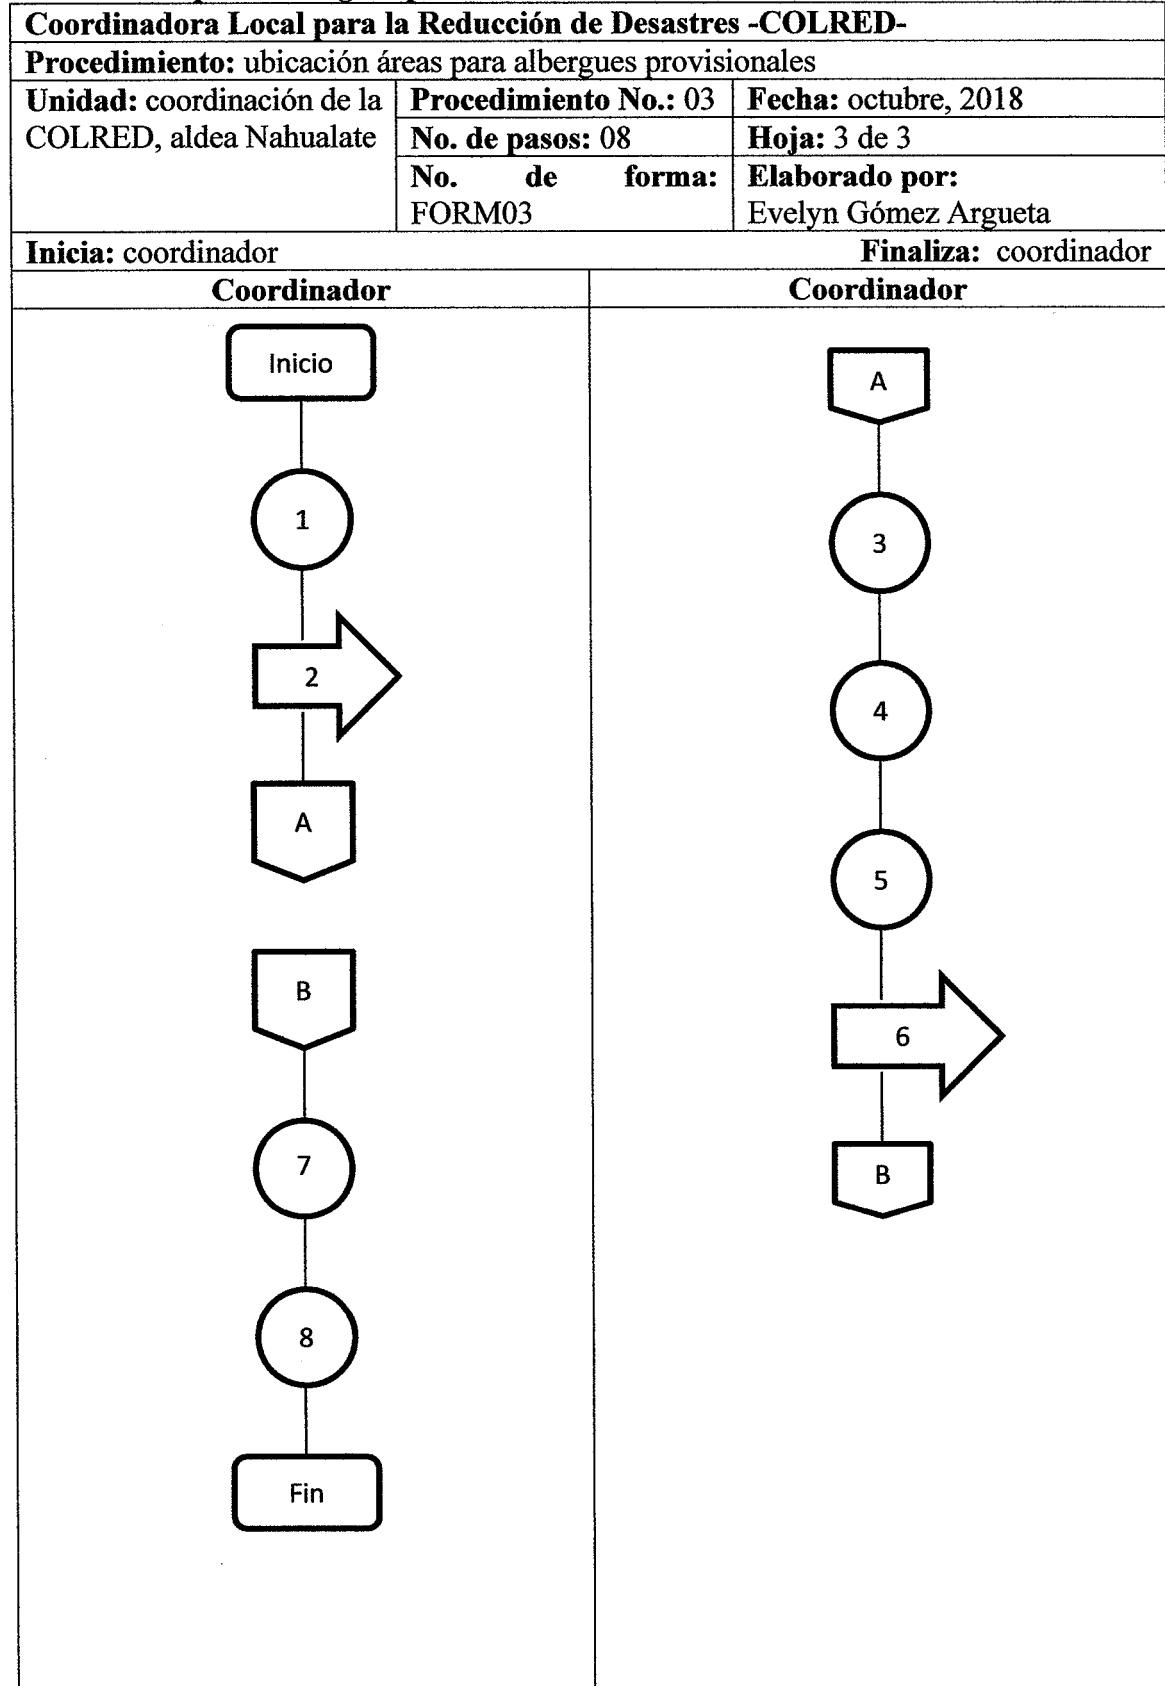 Coordinadora Local para la Reducción de Desastres -COLRED-
Procedimiento: ubicación áreas para albergues provisionales
Unidad: coordinación de la
COLRED, aldea Nahualate
Procedimiento No.: 03
No. de pasos: 08
No. de forma:
FORM03
Fecha: octubre, 2018
Hoja: 3 de 3
Elaborado por:
Evelyn Gómez Argueta
Inicia: coordinador
Finaliza: coordinador
Coordinador
Inicio
1
2
A
B
7
8
Fin
Coordinador
A
3
4
5
6
B